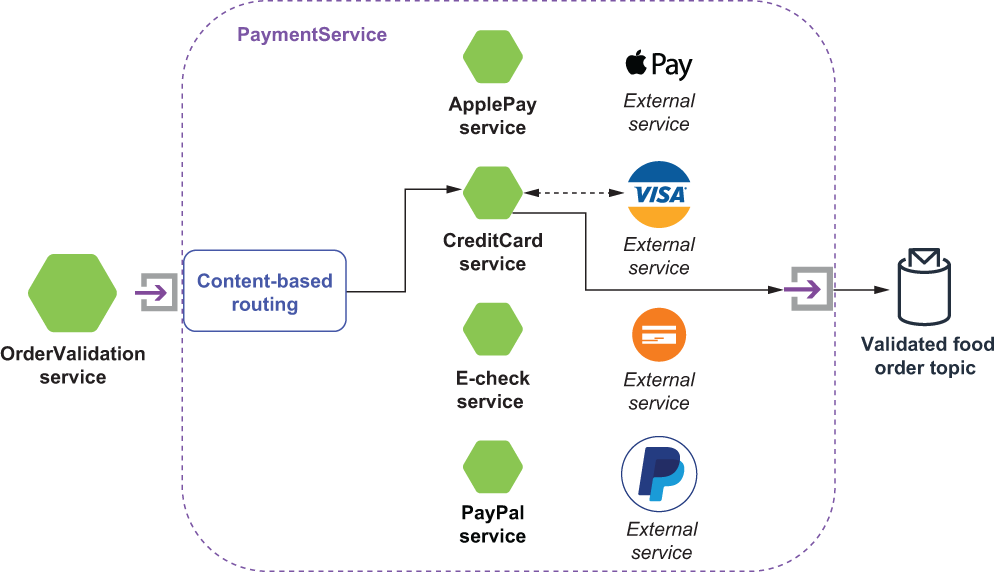 PaymentService
ApplePay
service
Pay
External
service
VISA
External
service
CreditCard
service
Content-based
routing
OrderValidation
service
Validated food
order topic
E-check
service
External
service
PayPal
service
External
service